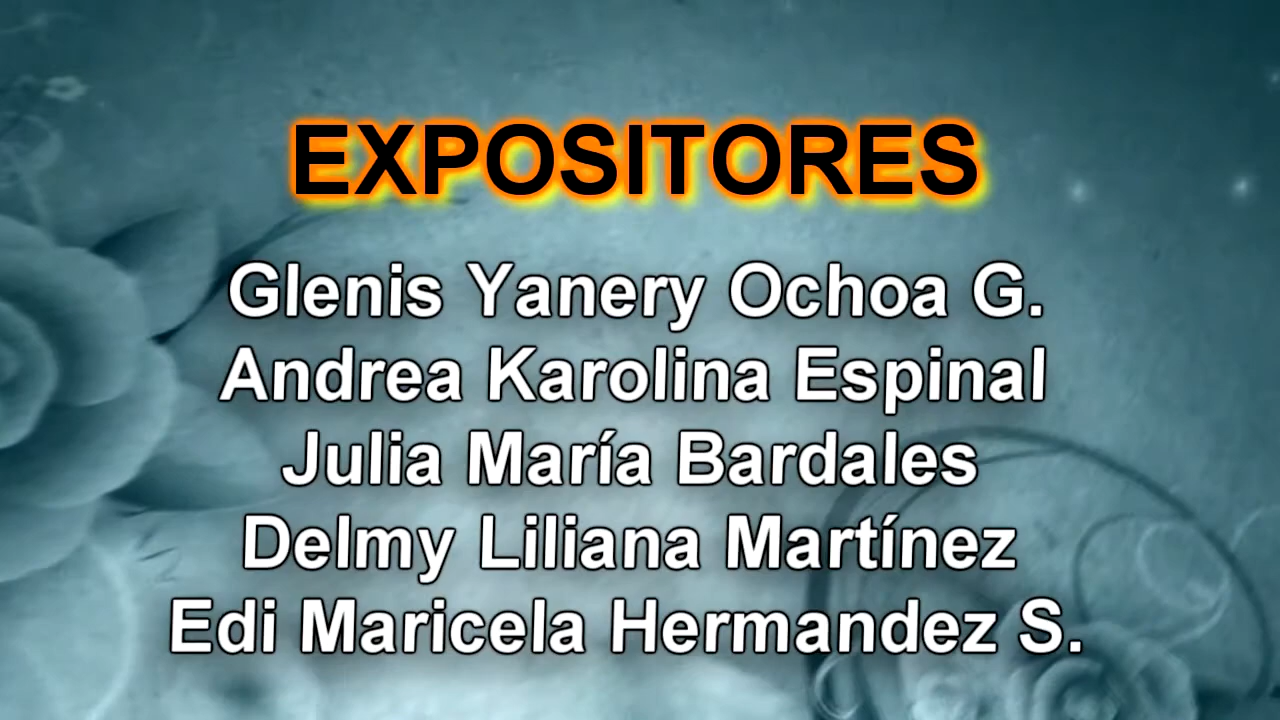 EXPOSITORES
Glenis Yanery Ochoa G.
Andrea Karolina Espinal
Julia María Bardales
Delmy Liliana Martínez
Edi Maricela Hermandez S.